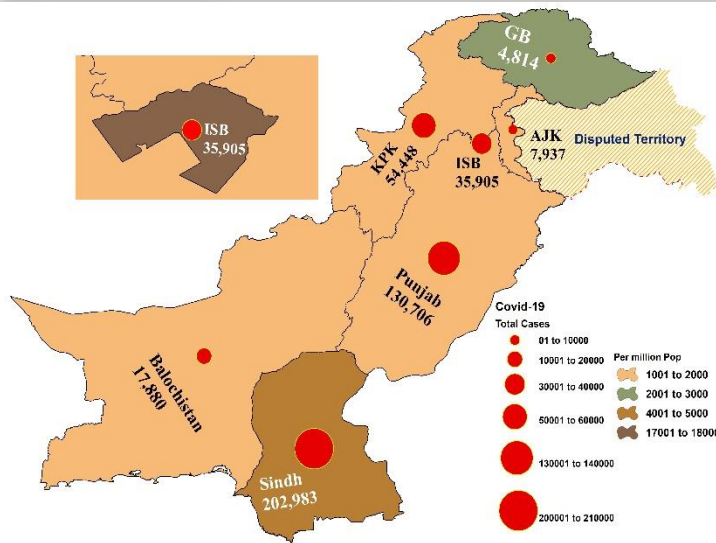 GB
4,814
ISB
35,905
AJK
7,937
Disputed Territory
KPK
54,448
ISB
35,905
Punjab
130,706
Balochistan
17,880
Sindh
202,983
Covid-19
Total Cases
01 to 10000
10001 to 20000
30001 to 40000
50001 to 60000
130001 to 140000
200001 to 210000
Per million Pop
1001 to 2000
2001 to 3000
4001 to 5000
17001 to 18000